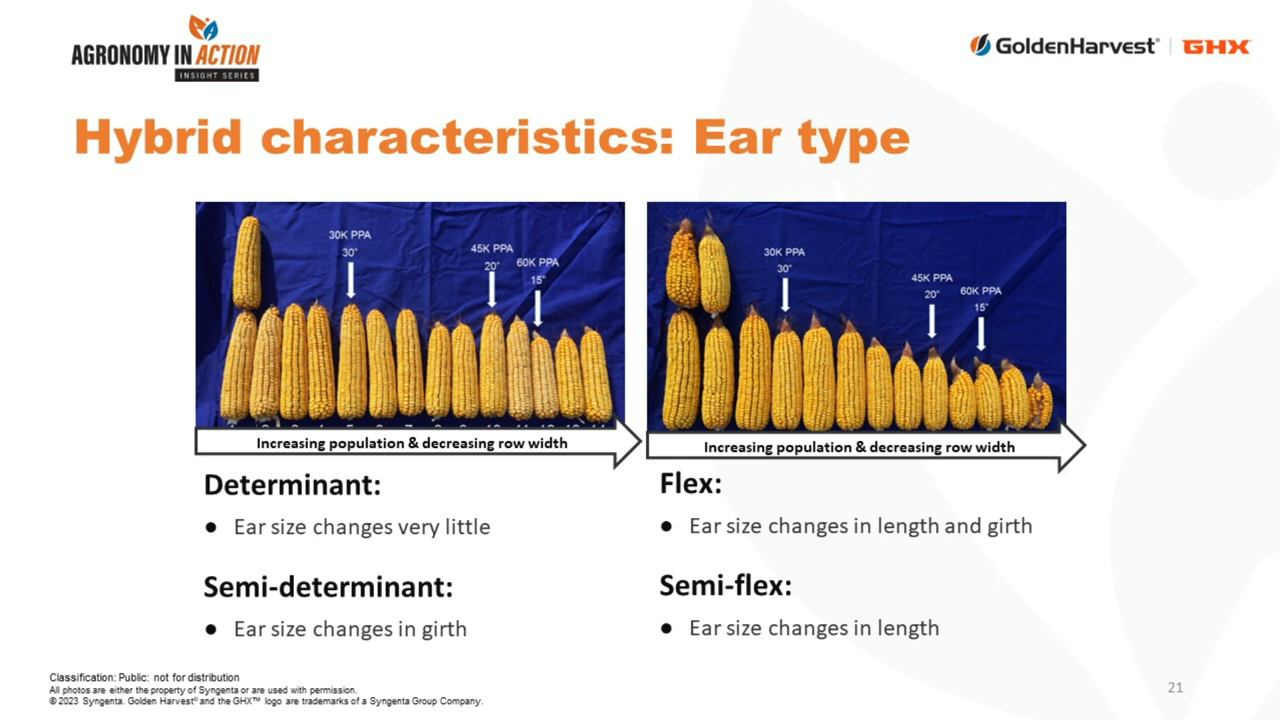 AGRONOMY IN ACTION
INSIGHT SERIES
GoldenHarvest® | GHX
Hybrid characteristics: Ear type
30K PPA
30"
45K PPA
20"
60K PPA
15"
Increasing population & decreasing row width
30K PPA
30"
45K PPA
20"
60K PPA
15"
Increasing population & decreasing row width
Determinant:
● Ear size changes very little
Semi-determinant:
● Ear size changes in girth
Flex:
● Ear size changes in length and girth
Semi-flex:
● Ear size changes in length
Classification: Public: not for distribution
All photos are either the property of Syngenta or are used with permission.
© 2023 Syngenta. Golden Harvest® and the GHX™ logo are trademarks of a Syngenta Group Company.
21